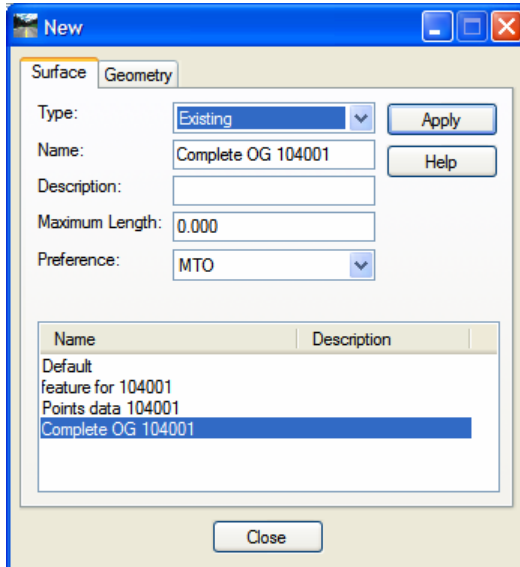 New
Surface Geometry
Type: Existing Apply
Name: Complete OG 104001 Help
Description:
Maximum Length: 0.000
Preference: MTO
Name Description
Default
feature for 104001
Points data 104001
Complete OG 104001
Close